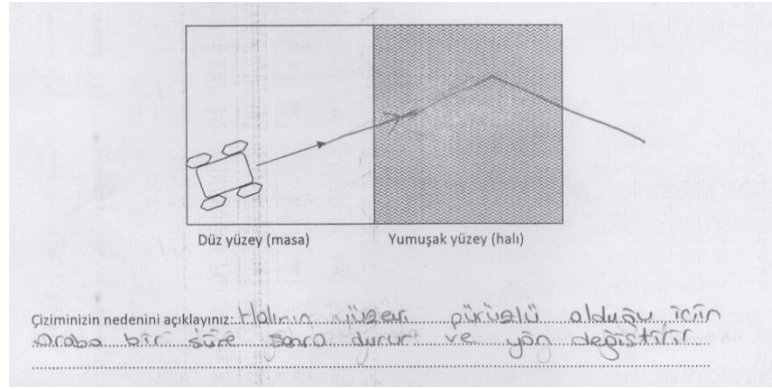 Düz yüzey (masa) Yumuşak yüzey (halı)
Çiziminizin nedenini açıklayınız: Halının yüzeyi pürüzlü olduğu için
araba bir süre sonra durur ve yön değiştirir